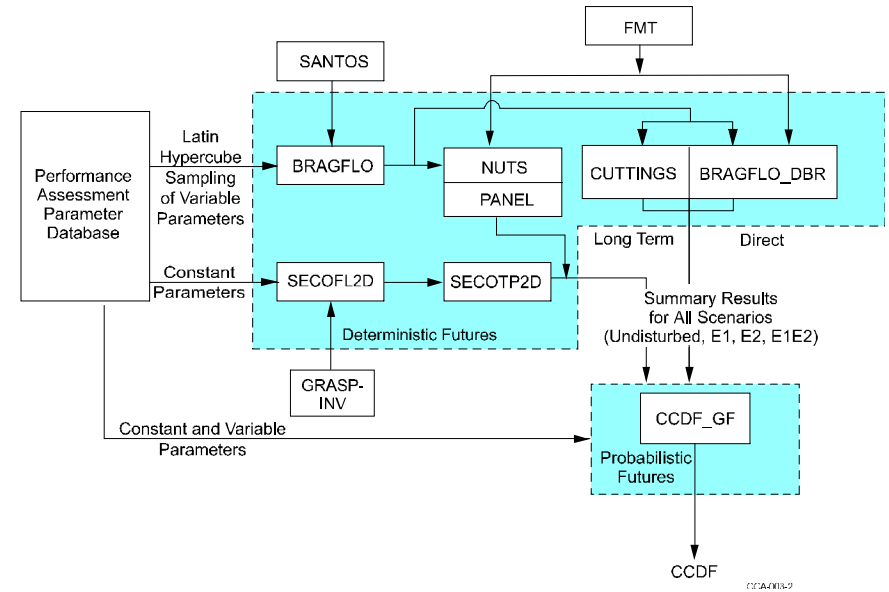 FMT
SANTOS
Latin
Hypercube
Sampling
of Variable
Parameters
Performance
Assessment
Parameter
Database
BRAGFLO
NUTS
PANEL
CUTTINGS
BRAGFLO_DBR
Long Term
Direct
Constant
Parameters
SECOFL2D
SECOTP2D
Deterministic Futures
Summary Results
for All Scenarios
(Undisturbed, E1, E2, E1E2)
GRASP-
INV
Constant and Variable
Parameters
CCDF_GF
Probabilistic
Futures
CCDF
CCA-003-2